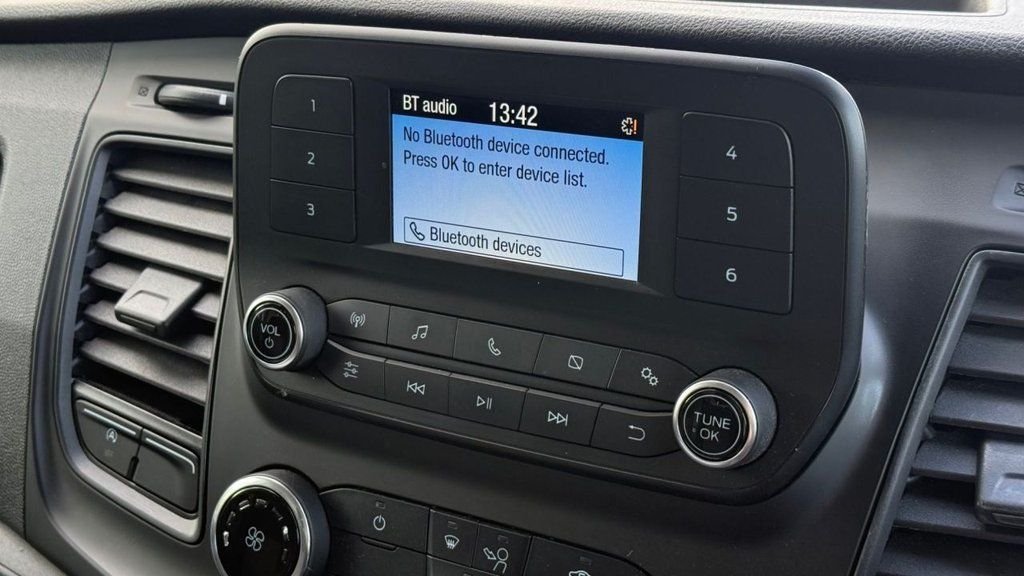 BT audio 13:42
No Bluetooth device connected.
Press OK to enter device list.
Bluetooth devices
1
2
3
4
5
6
VOL
TUNE
OK